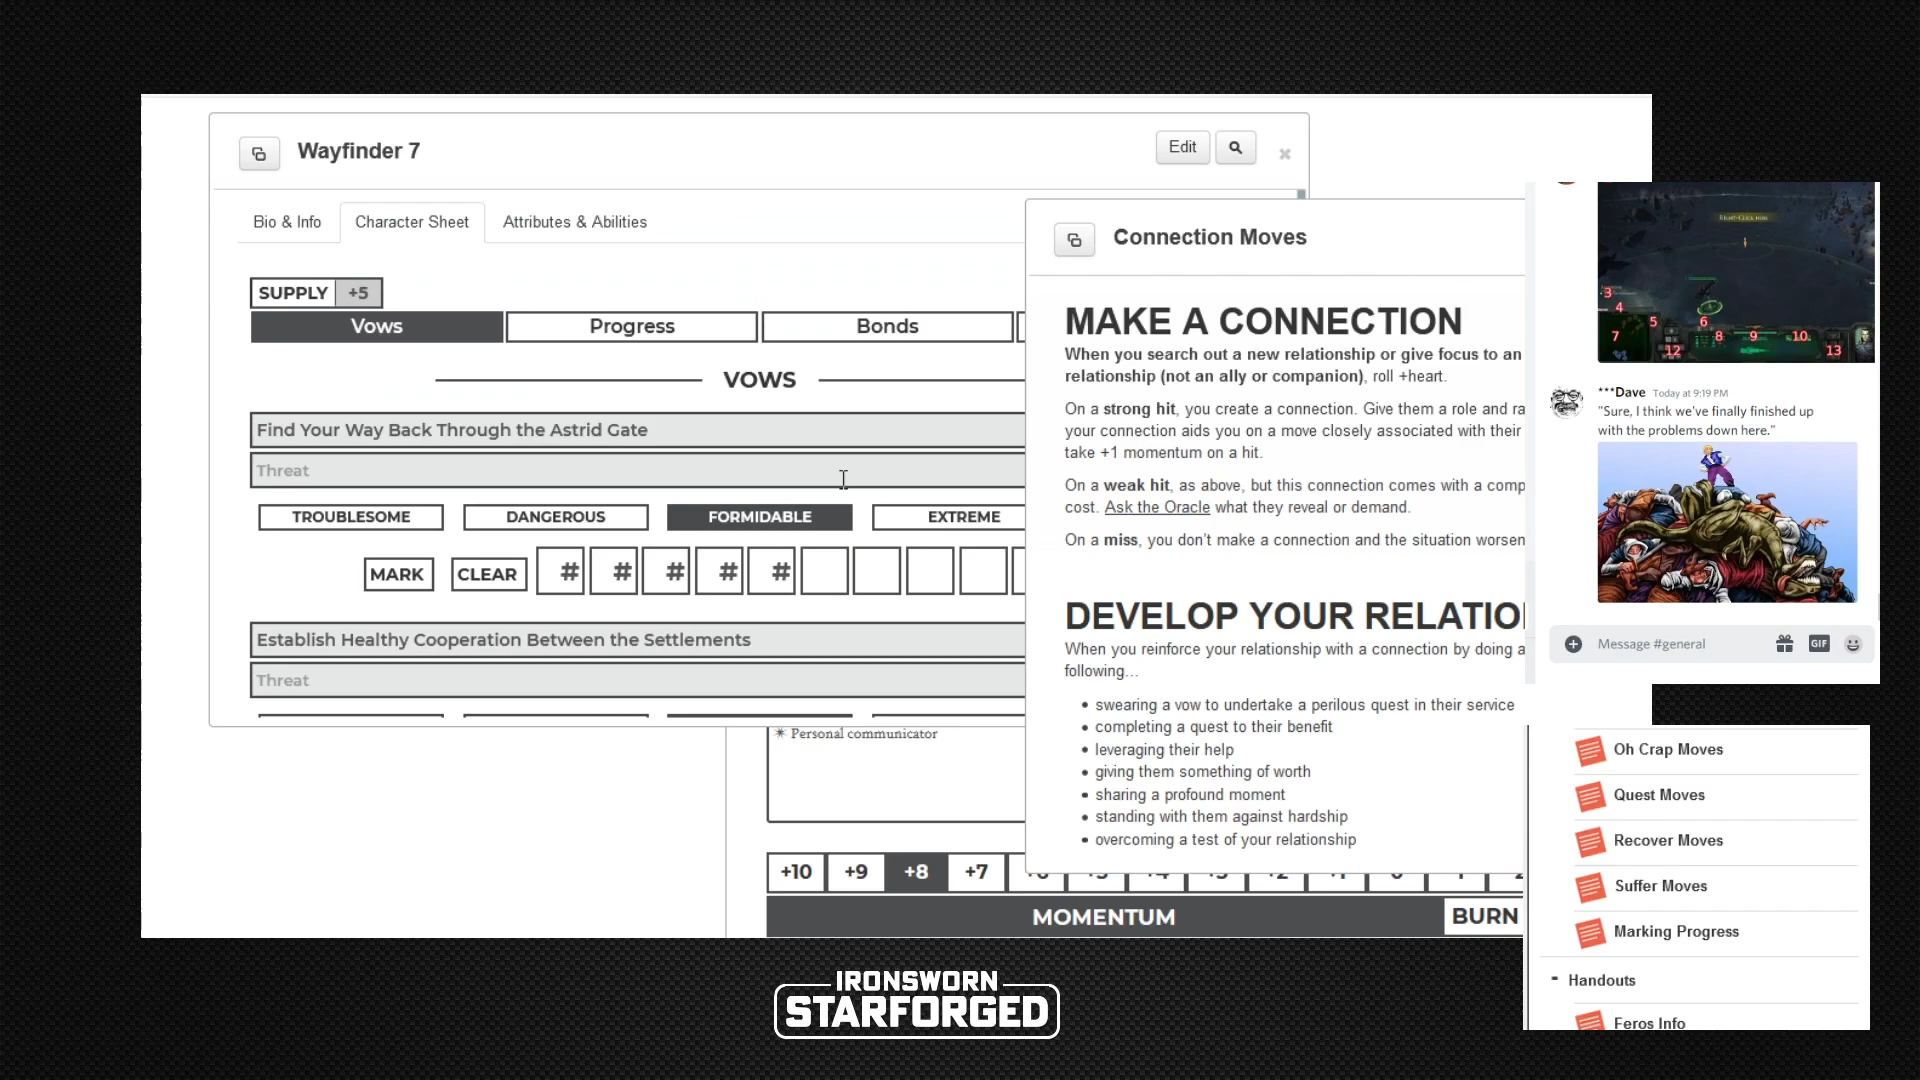 Wayfinder 7
Edit
Bio & Info
Character Sheet
Attributes & Abilities
SUPPLY +5
Vows
Progress
Bonds
VOWS
Find Your Way Back Through the Astrid Gate
Threat
TROUBLESOME
DANGEROUS
FORMIDABLE
EXTREME
MARK
CLEAR
# # # # #
Establish Healthy Cooperation Between the Settlements
Threat
Personal communicator
+10 +9 +8 +7
MOMENTUM
BURN
Connection Moves
MAKE A CONNECTION
When you search out a new relationship or give focus to an
relationship (not an ally or companion), roll +heart.
On a strong hit, you create a connection. Give them a role and ra
your connection aids you on a move closely associated with their
take +1 momentum on a hit.
On a weak hit, as above, but this connection comes with a comp
cost. Ask the Oracle what they reveal or demand.
On a miss, you don't make a connection and the situation worsen
DEVELOP YOUR RELATIO
When you reinforce your relationship with a connection by doing a
following…
• swearing a vow to undertake a perilous quest in their service
• completing a quest to their benefit
• leveraging their help
• giving them something of worth
• sharing a profound moment
• standing with them against hardship
• overcoming a test of your relationship
3
4
5
6
7
8
9
10
12
13
***Dave Today at 9:19 PM
"Sure, I think we've finally finished up
with the problems down here."
Message #general
GIF
Oh Crap Moves
Quest Moves
Recover Moves
Suffer Moves
Marking Progress
- Handouts
Feros Info
IRONSWORN
STARFORGED